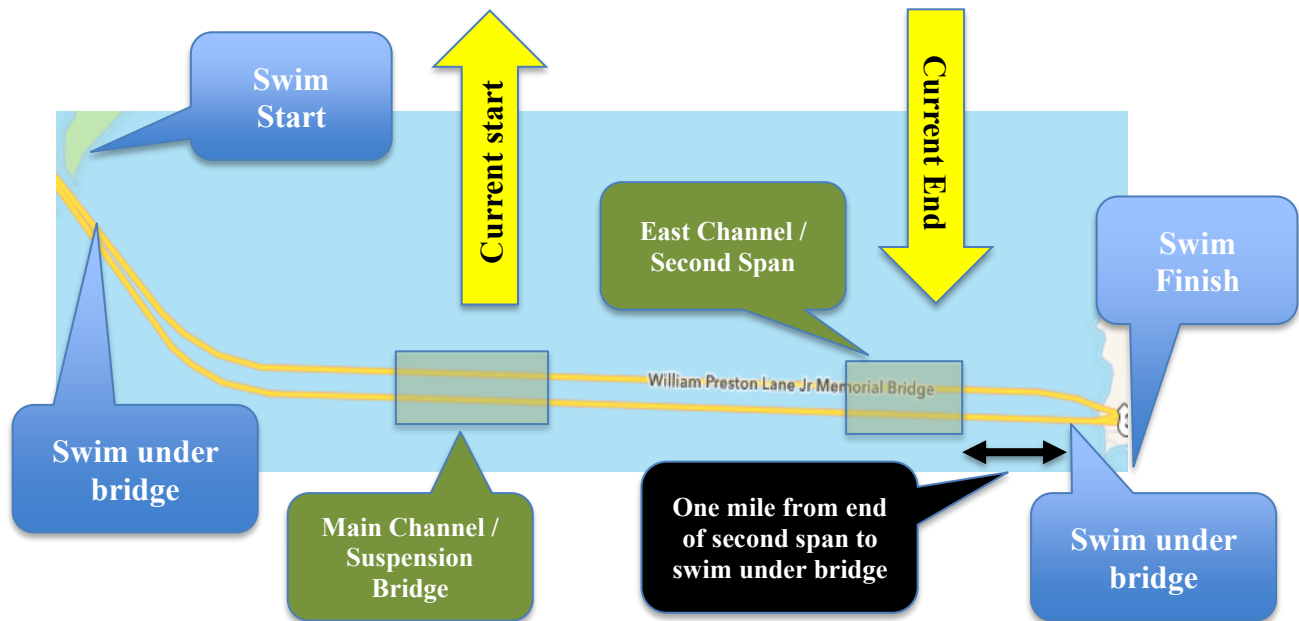 Swim
Start
Current start
Current End
East Channel /
Second Span
Swim
Finish
William Preston Lane Jr Memorial Bridge
Swim under
bridge
Main Channel /
Suspension
Bridge
One mile from end
of second span to
swim under bridge
Swim under
bridge